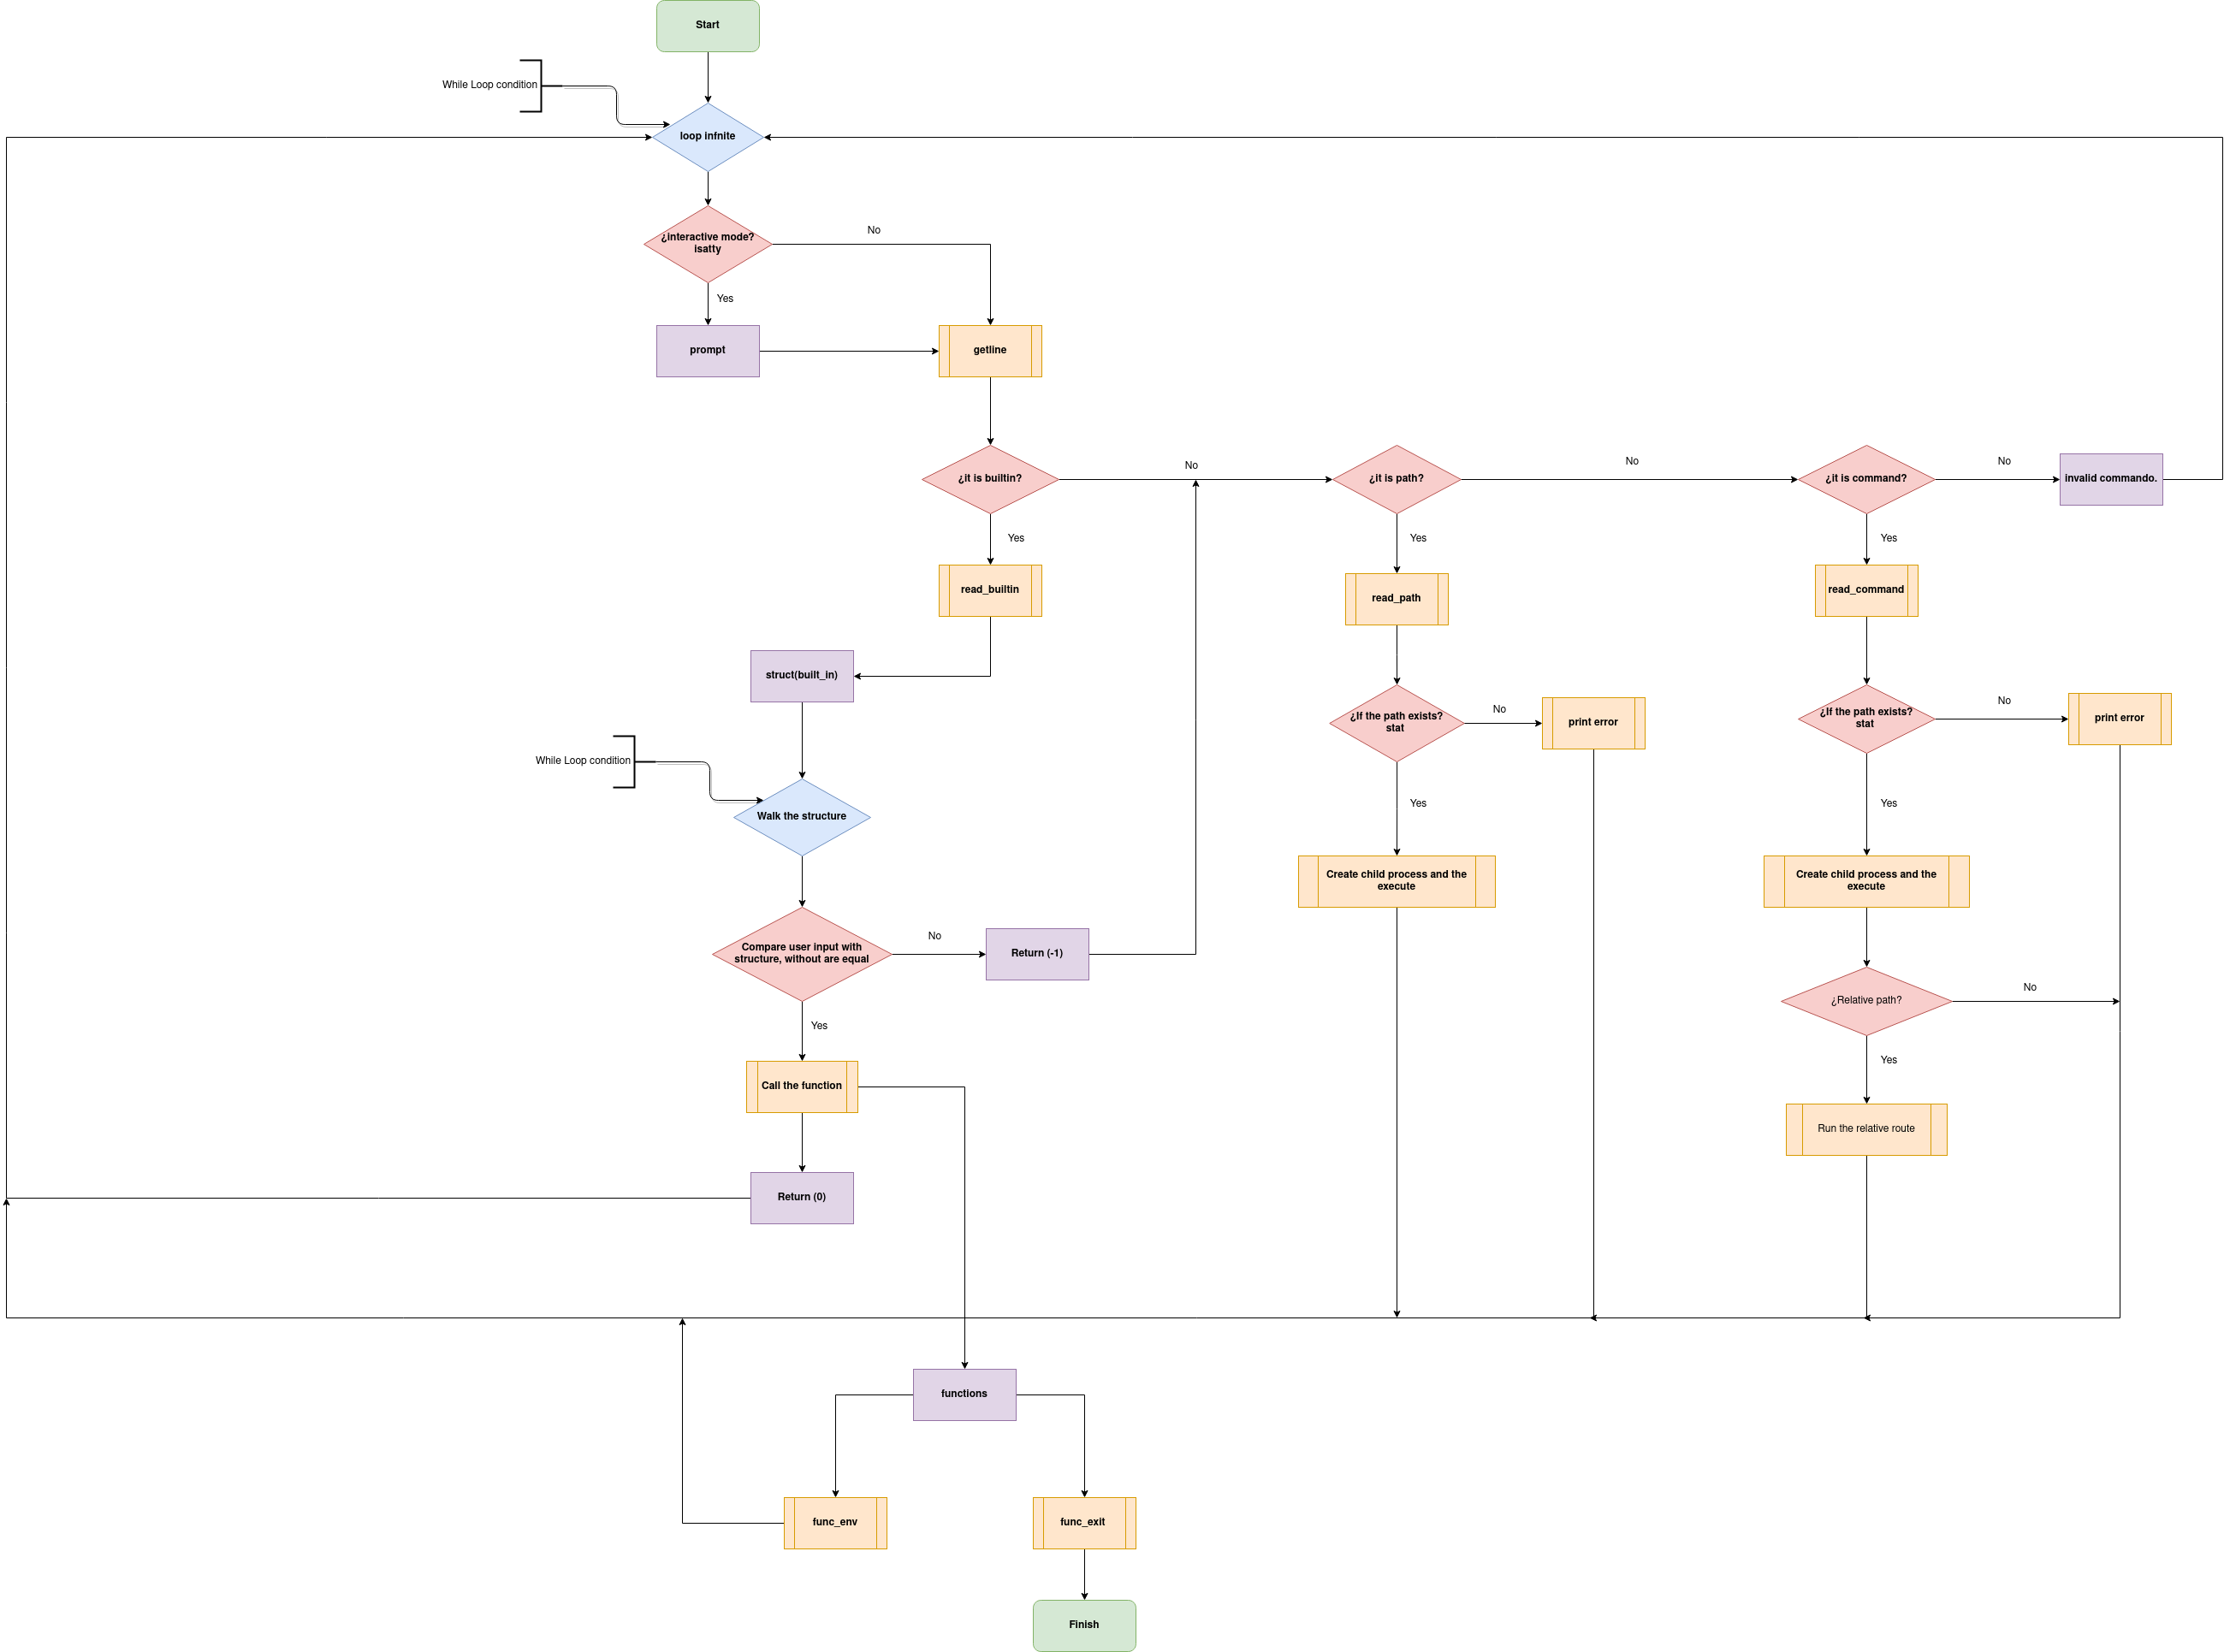 Start
While Loop condition
loop infnite
¿interactive mode?
isatty
No
Yes
prompt
getline
¿it is builtin?
No
¿it is path?
No
¿it is command?
No
invalid commando.
Yes
Yes
Yes
read_builtin
read_path
read_command
struct(built_in)
¿If the path exists?
stat
No
print error
¿If the path exists?
stat
No
print error
While Loop condition
Walk the structure
Yes
Yes
Create child process and the
execute
Create child process and the
execute
Compare user input with
structure, without are equal
No
Return (-1)
¿Relative path?
No
Yes
Yes
Call the function
Run the relative route
Return (0)
functions
func_env
func_exit
Finish